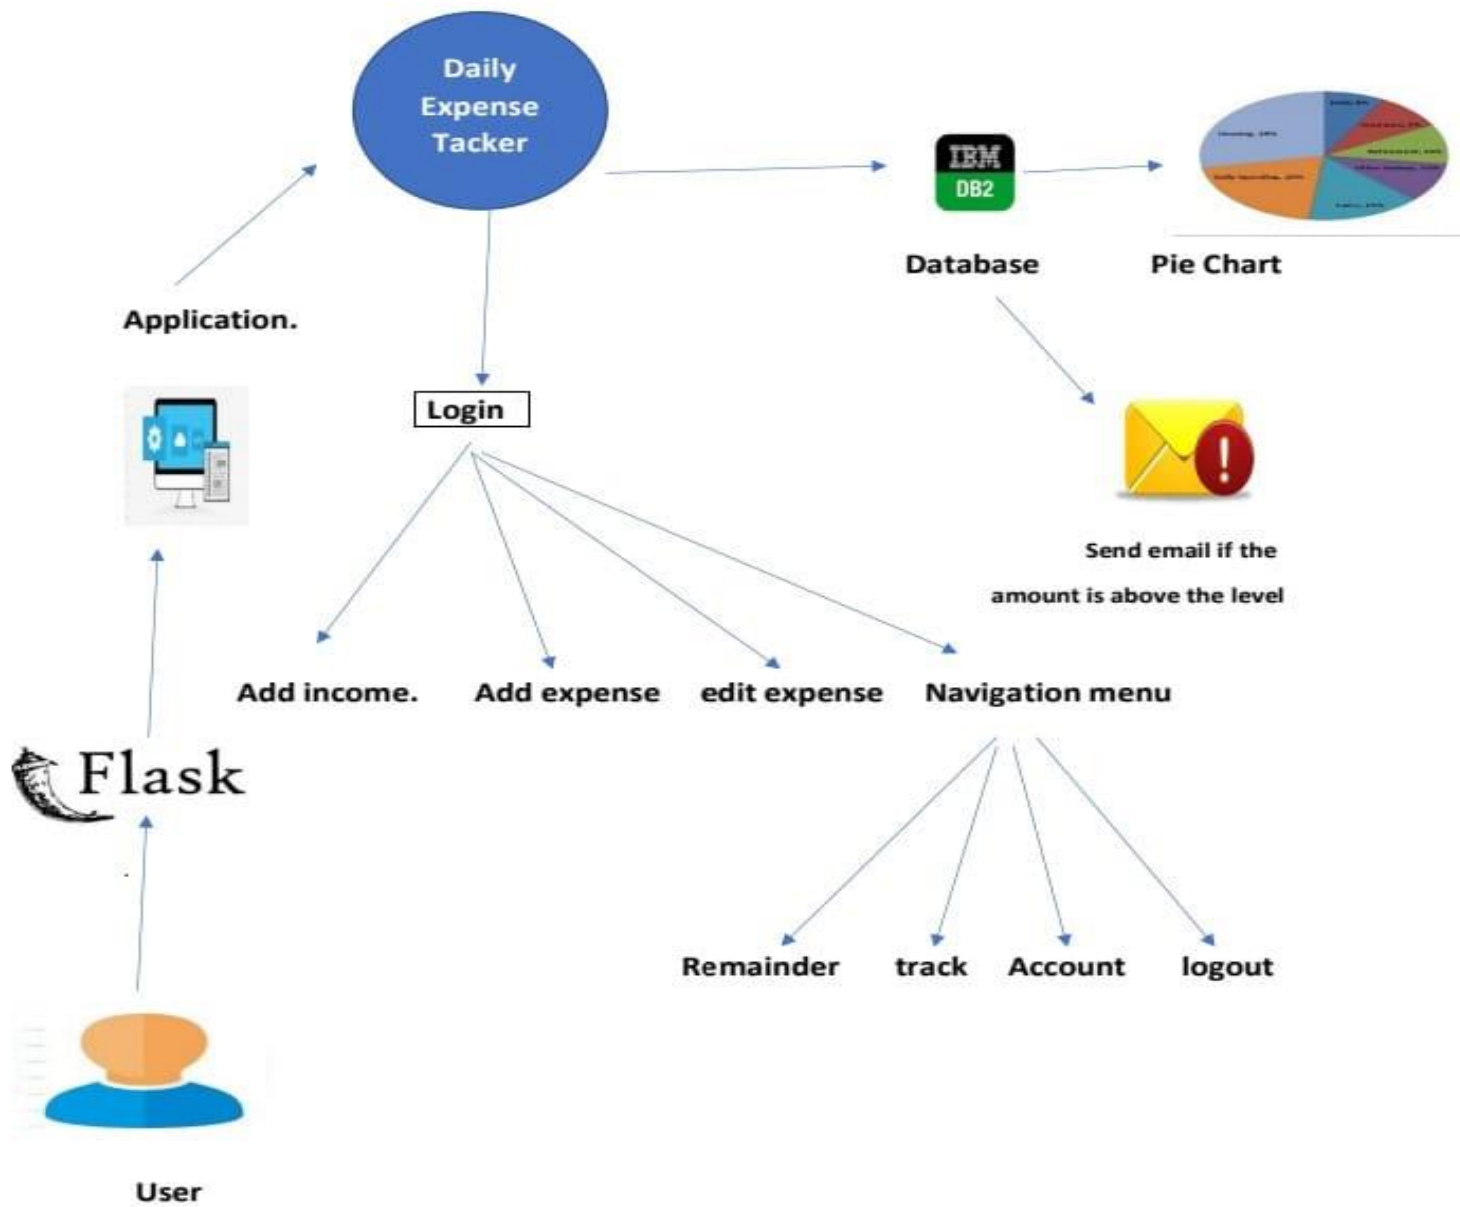 Daily
Expense
Tacker
IBM
DB2
Database
Pie Chart
Application.
Login
Send email if the
amount is above the level
Add income.
Add expense
edit expense
Navigation menu
Flask
Remainder
track
Account
logout
User